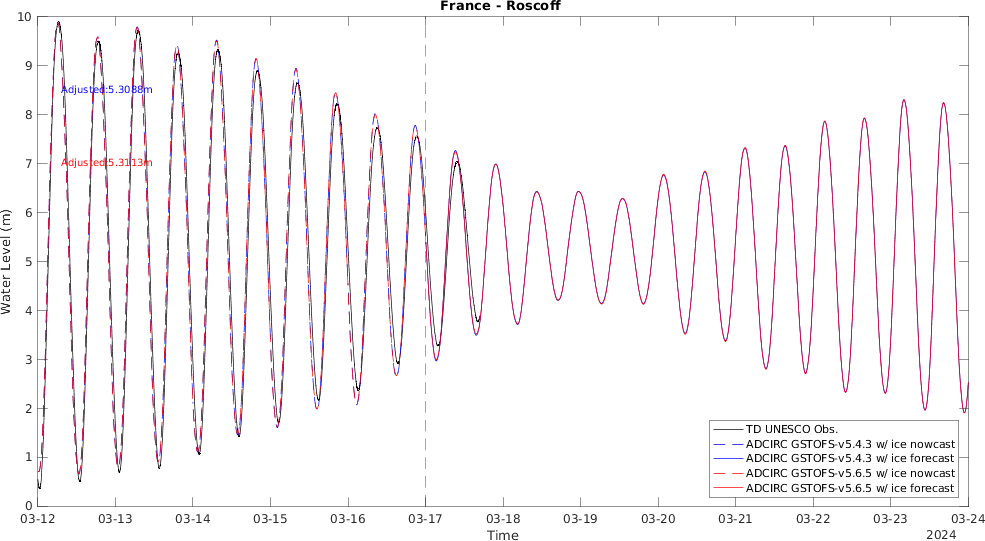 France - Roscoff
10
9
8
7
6
5
4
3
2
1
0
Water Level (m)
Adjusted:5.3088m
Adjusted:5.3113m
TD UNESCO Obs.
ADCIRC GSTOFS-v5.4.3 w/ ice nowcast
ADCIRC GSTOFS-v5.4.3 w/ ice forecast
ADCIRC GSTOFS-v5.6.5 w/ ice nowcast
ADCIRC GSTOFS-v5.6.5 w/ ice forecast
03-12 03-13 03-14 03-15 03-16 03-17 03-18 03-19 03-20 03-21 03-22 03-23 03-24
Time
2024